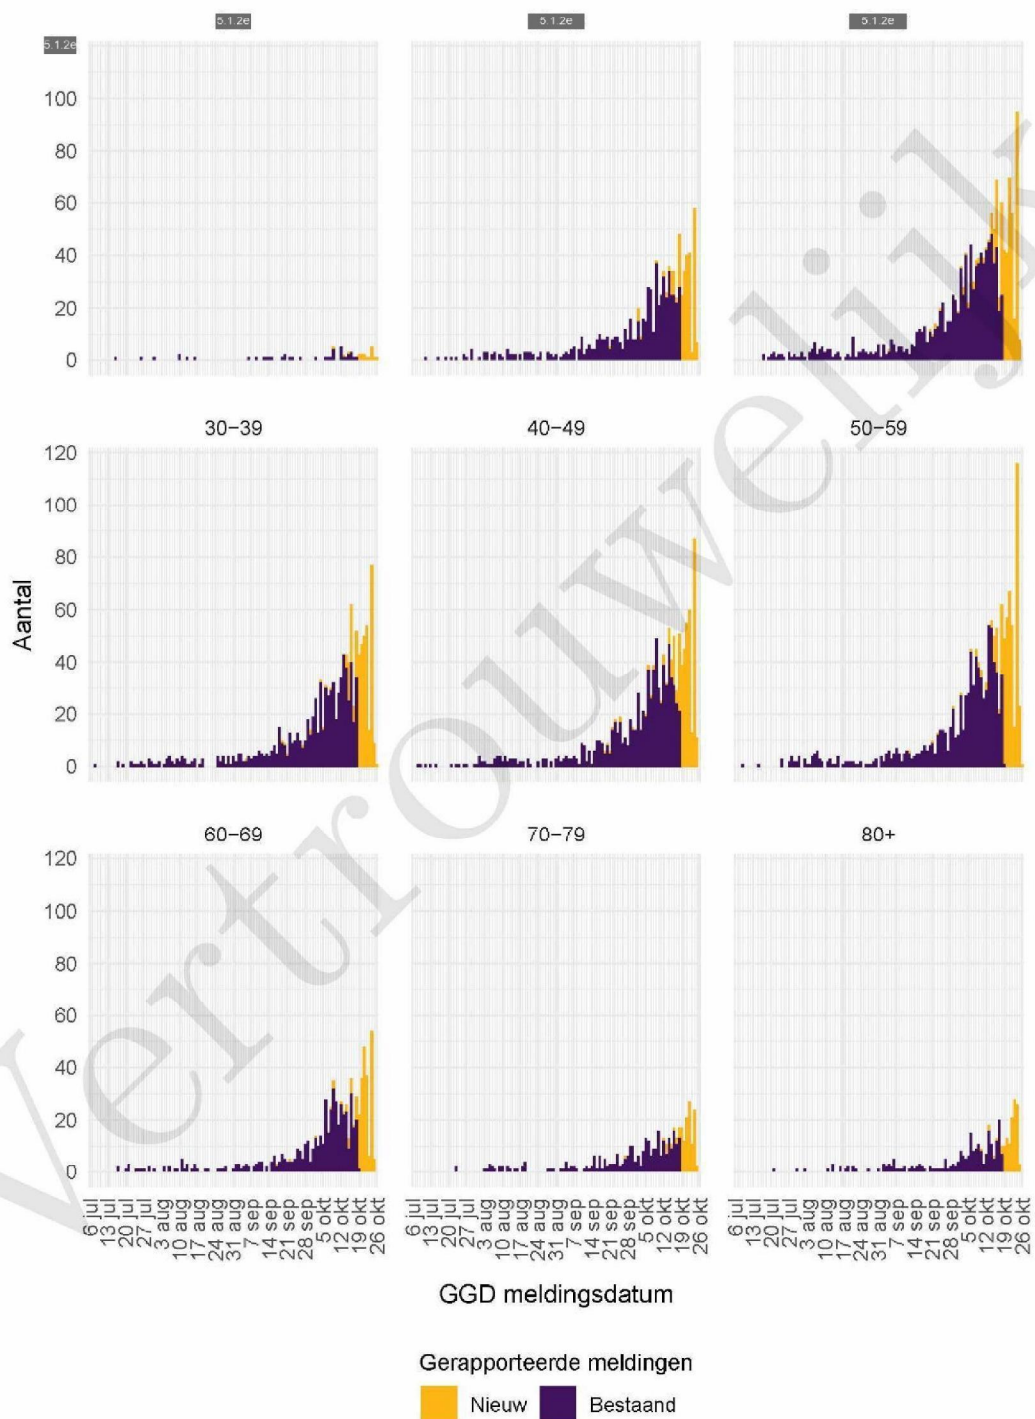 5.1.2e 5.1.2e 5.1.2e
5.1.2e
100
80
60
40
20
0
30-39 40-49 50-59
120
100
80
60
40
20
0
60-69 70-79 80+
120
100
80
60
40
20
0
Aantal
6 jul 13 jul 20 jul 27 jul 3 aug 10 aug 17 aug 24 aug 31 aug 7 sep 14 sep 21 sep 28 sep 5 okt 12 okt 19 okt 26 okt
6 jul 13 jul 20 jul 27 jul 3 aug 10 aug 17 aug 24 aug 31 aug 7 sep 14 sep 21 sep 28 sep 5 okt 12 okt 19 okt 26 okt
6 jul 13 jul 20 jul 27 jul 3 aug 10 aug 17 aug 24 aug 31 aug 7 sep 14 sep 21 sep 28 sep 5 okt 12 okt 19 okt 26 okt
GGD meldingsdatum
Gerapporteerde meldingen
Nieuw Bestaand
Vertrouwelijk